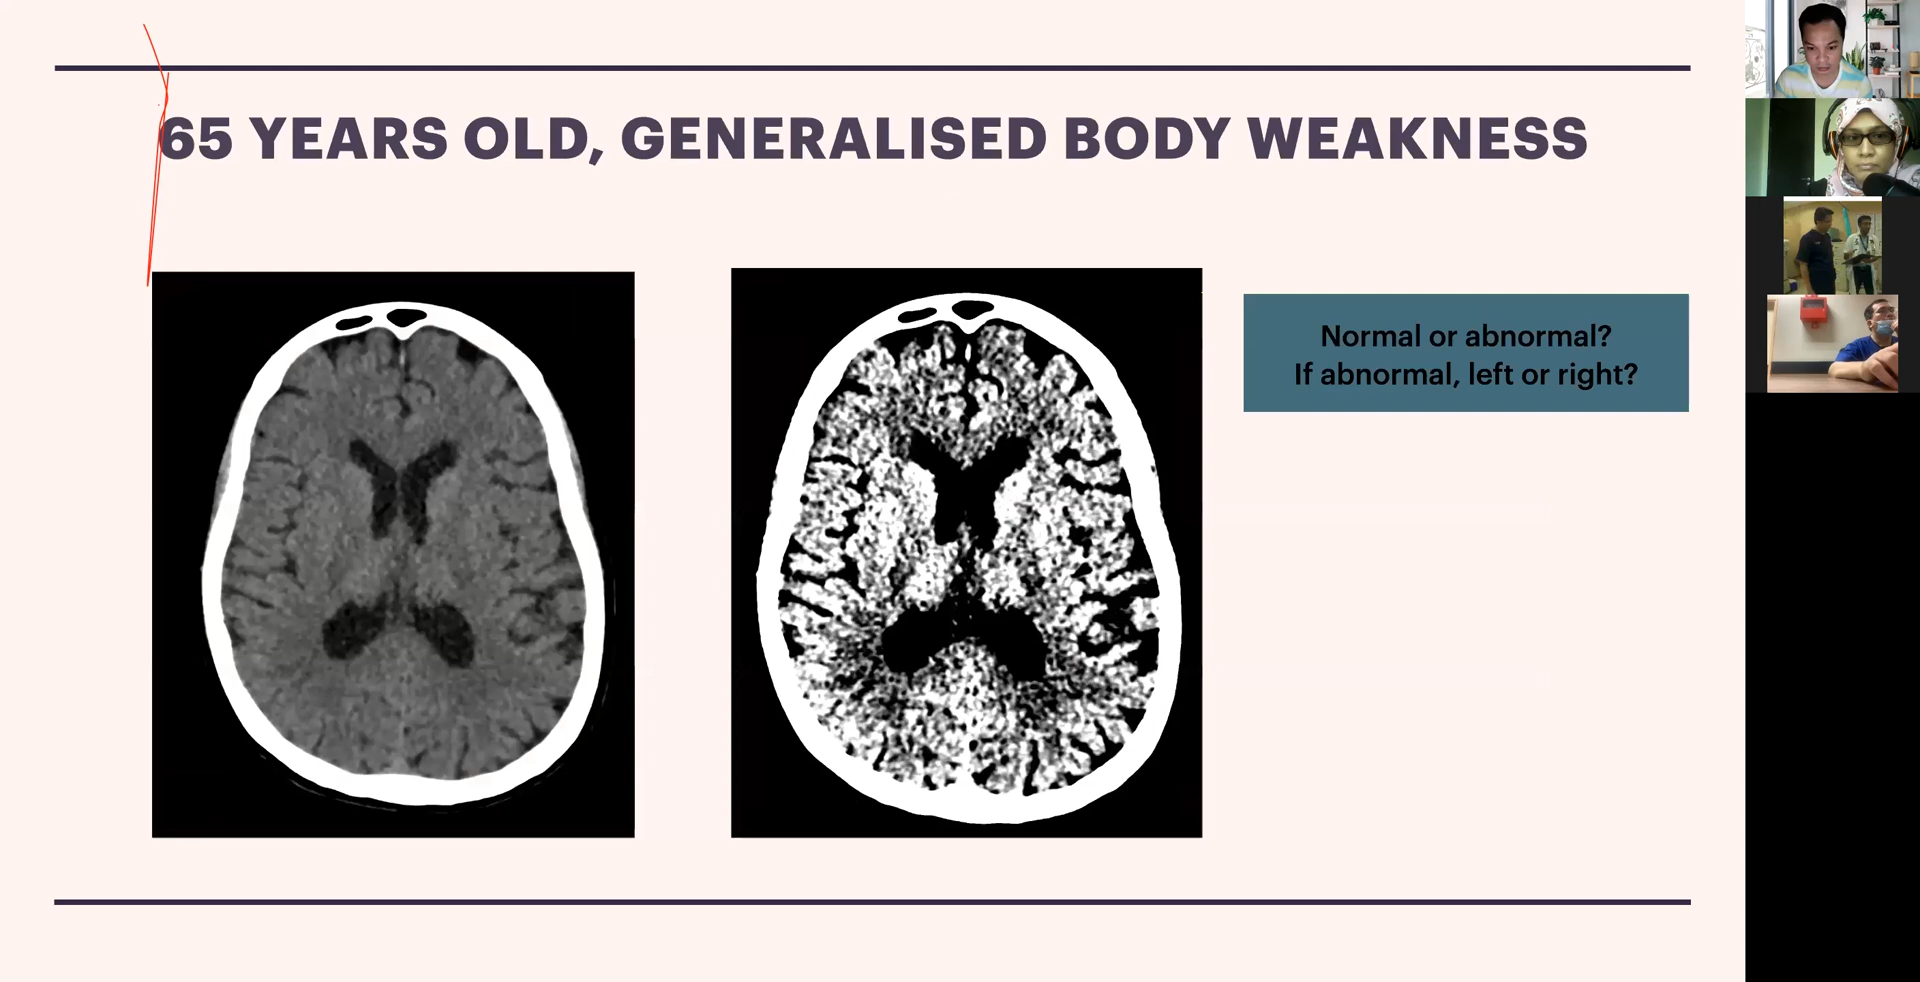 65 YEARS OLD, GENERALISED BODY WEAKNESS
Normal or abnormal?
If abnormal, left or right?